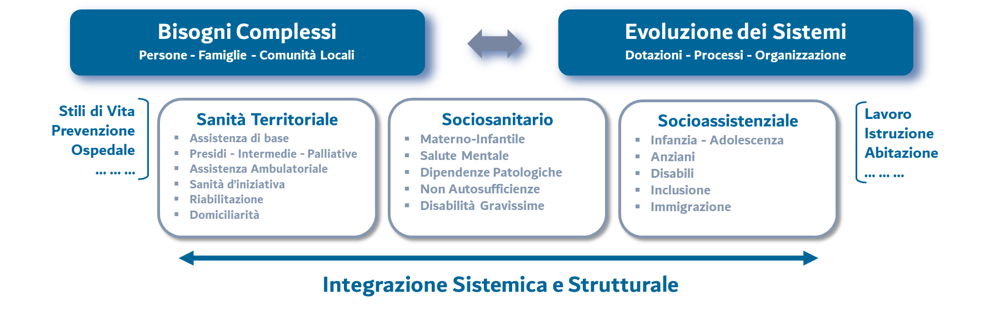 Bisogni Complessi
Persone - Famiglie - Comunità Locali
Evoluzione dei Sistemi
Dotazioni - Processi - Organizzazione
Stili di Vita
Prevenzione
Ospedale
... ... ...
Sanità Territoriale
▪ Assistenza di base
▪ Presidi - Intermedie - Palliative
▪ Assistenza Ambulatoriale
▪ Sanità d’iniziativa
▪ Riabilitazione
▪ Domiciliarità
Sociosanitario
▪ Materno-Infantile
▪ Salute Mentale
▪ Dipendenze Patologiche
▪ Non Autosufficienze
▪ Disabilità Gravissime
Socioassistenziale
▪ Infanzia - Adolescenza
▪ Anziani
▪ Disabili
▪ Inclusione
▪ Immigrazione
Lavoro
Istruzione
Abitazione
... ... ...
Integrazione Sistemica e Strutturale